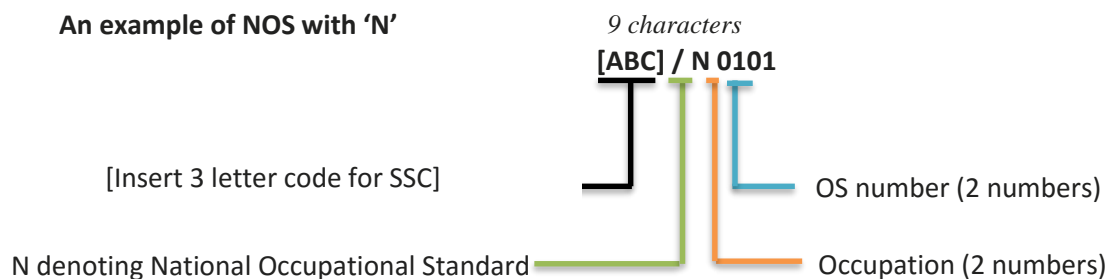 An example of NOS with ‘N’
9 characters
[ABC] / N 0101
[Insert 3 letter code for SSC]
OS number (2 numbers)
N denoting National Occupational Standard
Occupation (2 numbers)